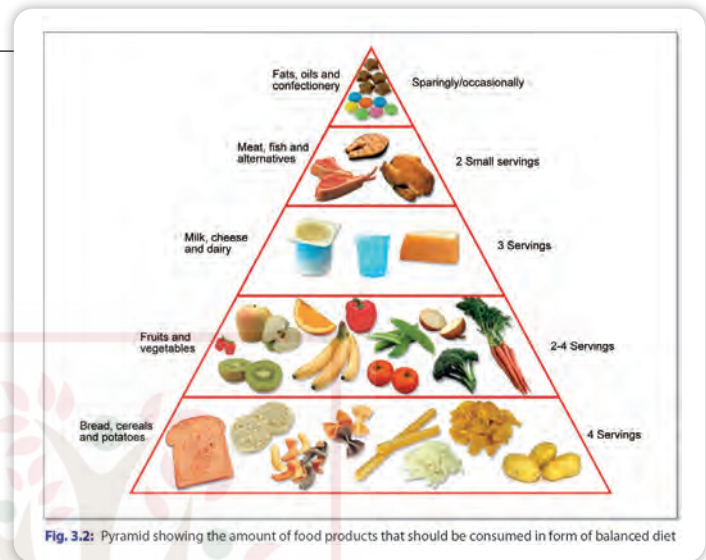 Fats, oils and
confectionery
Sparingly/occasionally
Meat, fish and
alternatives
2 Small servings
Milk, cheese
and dairy
3 Servings
Fruits and
vegetables
2-4 Servings
Bread, cereals
and potatoes
4 Servings
Fig. 3.2: Pyramid showing the amount of food products that should be consumed in form of balanced diet